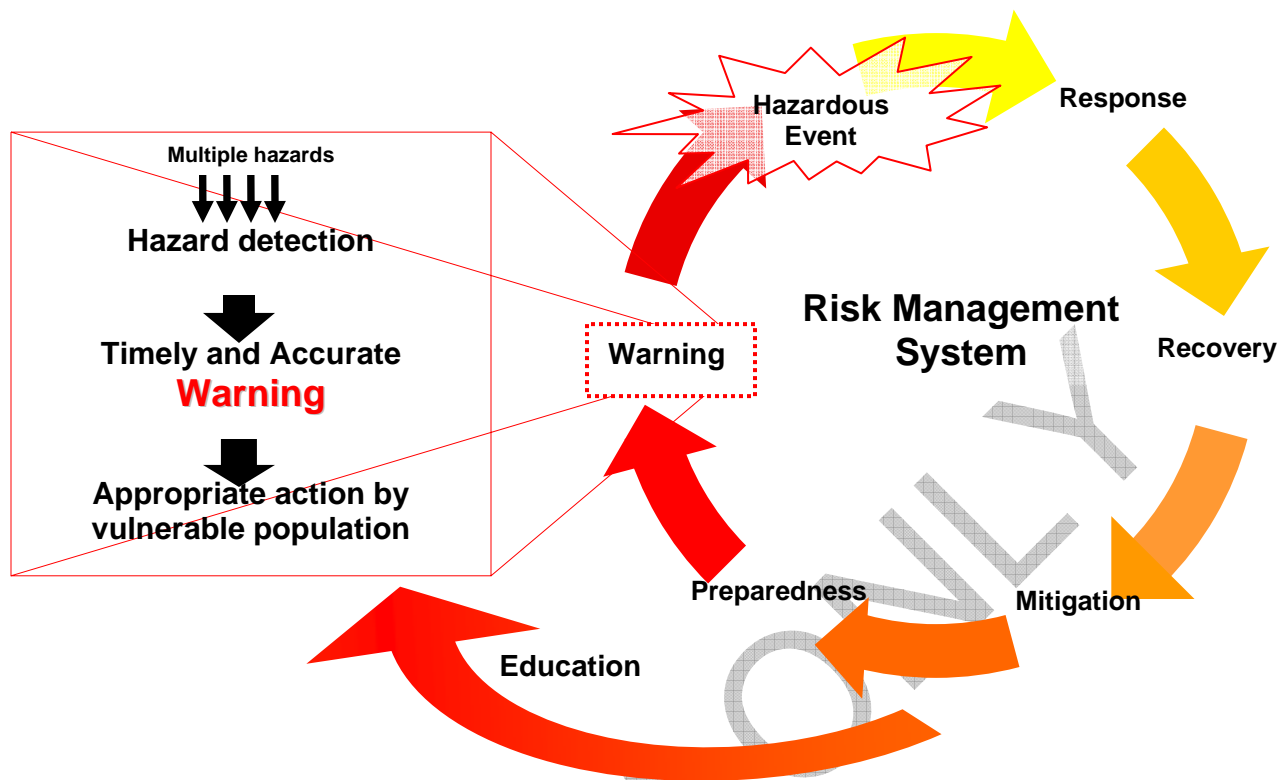 Multiple hazards
Hazard detection
Timely and Accurate
Warning
Appropriate action by
vulnerable population
Hazardous
Event
Response
Risk Management
System
Recovery
Warning
Preparedness
Mitigation
Education
ONLY